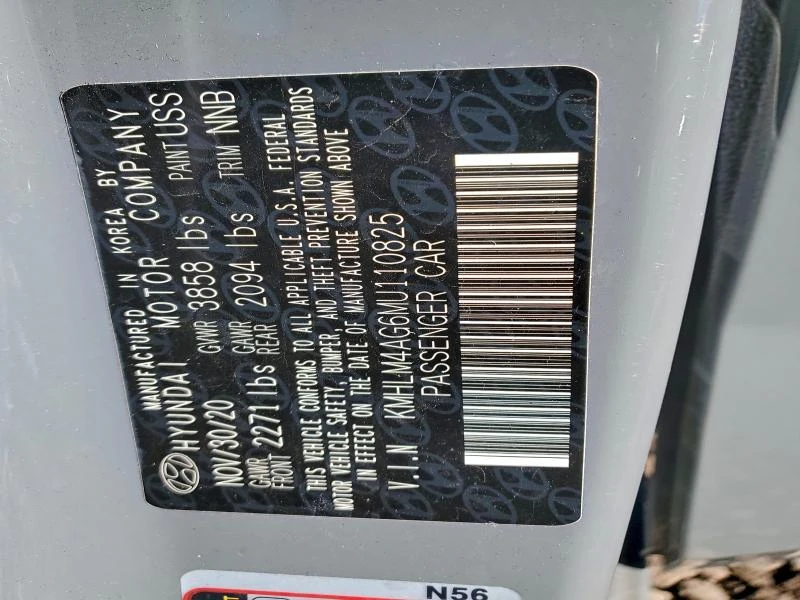 MANUFACTURED IN KOREA BY
HYUNDAI MOTOR COMPANY
NOV/30/20 GVWR 3858 lbs PAINT USS
GAWR FRONT 2271 lbs GAWR REAR 2094 lbs TRIM NNB
THIS VEHICLE CONFORMS TO ALL APPLICABLE U.S.A. FEDERAL
MOTOR VEHICLE SAFETY, BUMPER, AND THEFT PREVENTION STANDARDS
IN EFFECT ON THE DATE OF MANUFACTURE SHOWN ABOVE
V.I.N KMHLM4AG6MU110825
PASSENGER CAR
N56